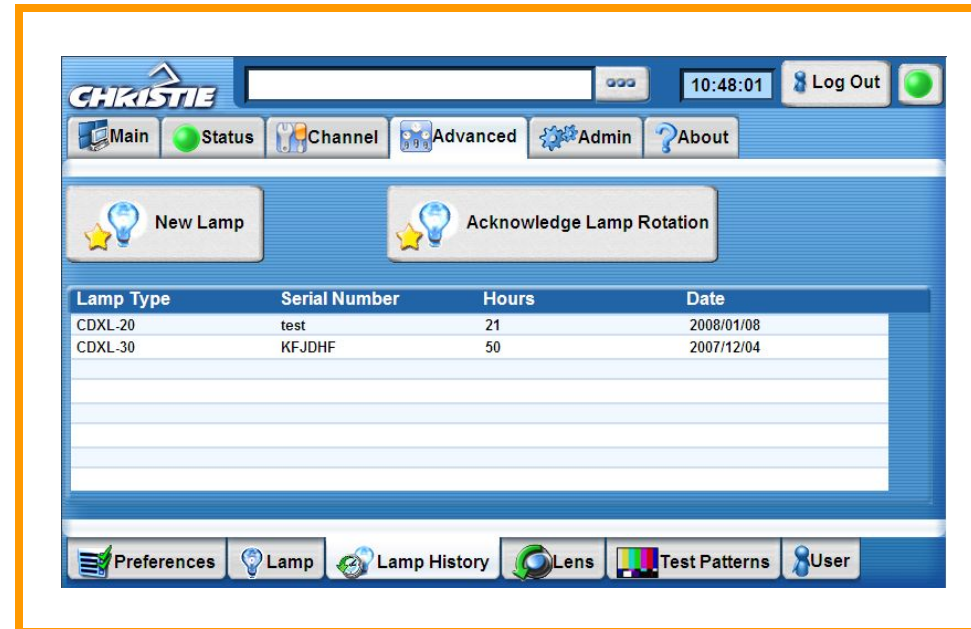 CHRISTIE
10:48:01
Log Out
Main Status Channel Advanced Admin About
New Lamp Acknowledge Lamp Rotation
Lamp Type Serial Number Hours Date
CDXL-20 test 21 2008/01/08
CDXL-30 KFJDHF 50 2007/12/04
Preferences Lamp Lamp History Lens Test Patterns User